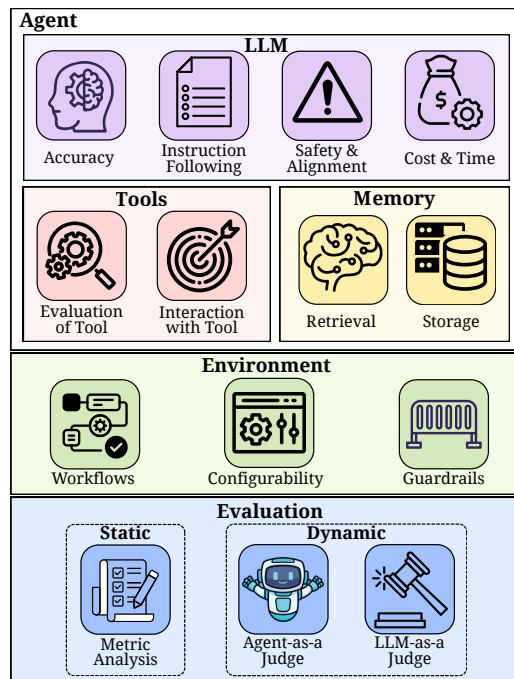 Agent
LLM
Accuracy
Instruction
Following
Safety &
Alignment
$
Cost & Time
Tools
Evaluation
of Tool
Interaction
with Tool
Memory
Retrieval
Storage
Environment
Workflows
Configurability
Guardrails
Evaluation
Static
Metric
Analysis
Dynamic
Agent-as-a
Judge
LLM-as-a
Judge